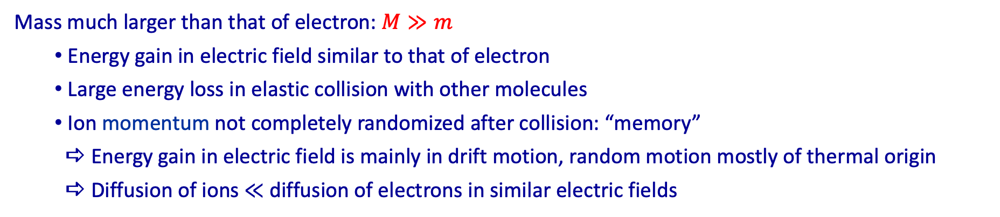 Mass much larger than that of electron: M ≫ m
• Energy gain in electric field similar to that of electron
• Large energy loss in elastic collision with other molecules
• Ion momentum not completely randomized after collision: “memory”
⇨ Energy gain in electric field is mainly in drift motion, random motion mostly of thermal origin
⇨ Diffusion of ions ≪ diffusion of electrons in similar electric fields